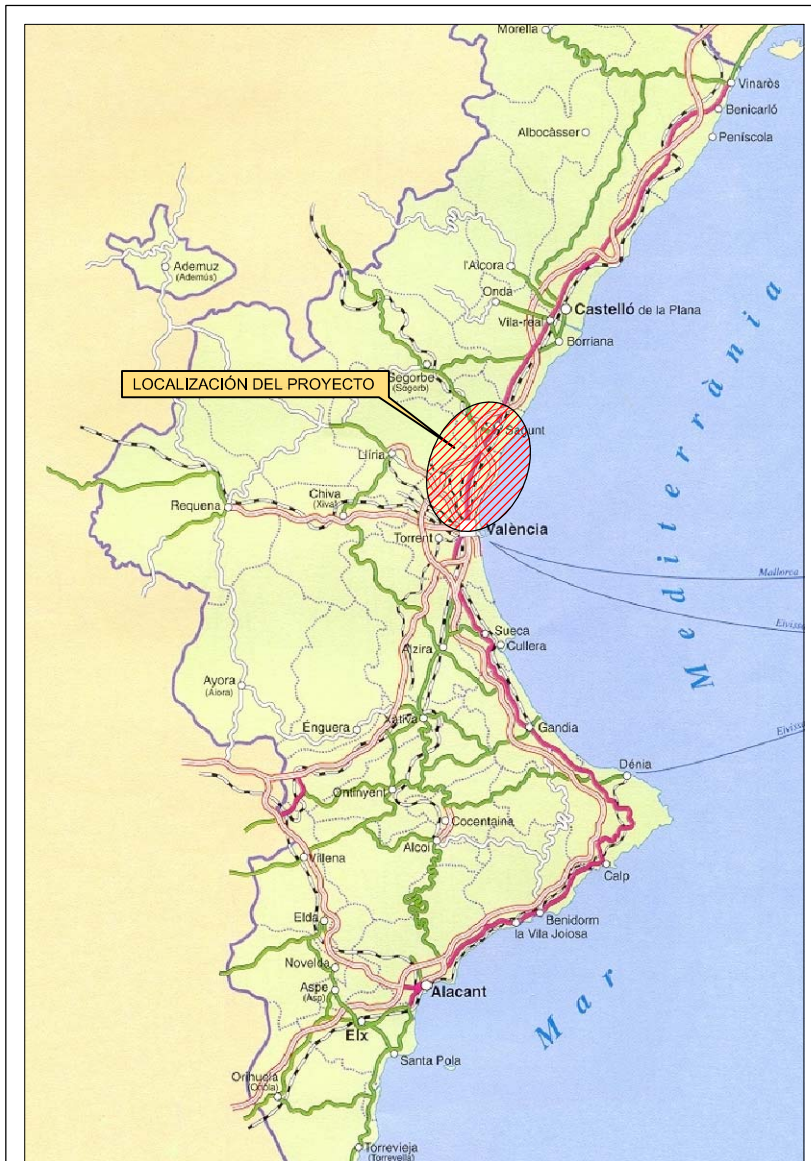 Morella
Vinaròs
Benicarló
Albocàsser
Peníscola
Ademuz
(Ademús)
l'Alcora
Onda
Castelló de la Plana
Vila-real
Borriana
LOCALIZACIÓN DEL PROYECTO
Segorbe
(Sogorb)
Sagunt
Llíria
Chiva
(Xiva)
Requena
València
Torrent
Mallorca
Eivissa
Sueca
Cullera
Alzira
Ayora
(Aiora)
Xàtiva
Énguera
Gandia
Eivissa
Dénia
Ontinyent
Cocentaina
Alcoi
Villena
Calp
Elda
Benidorm
la Vila Joiosa
Novelda
Aspe
(Asp)
Alacant
Elx
Santa Pola
Orihuela
(Oriola)
Torrevieja
(Torrevella)
Mar Mediterrània